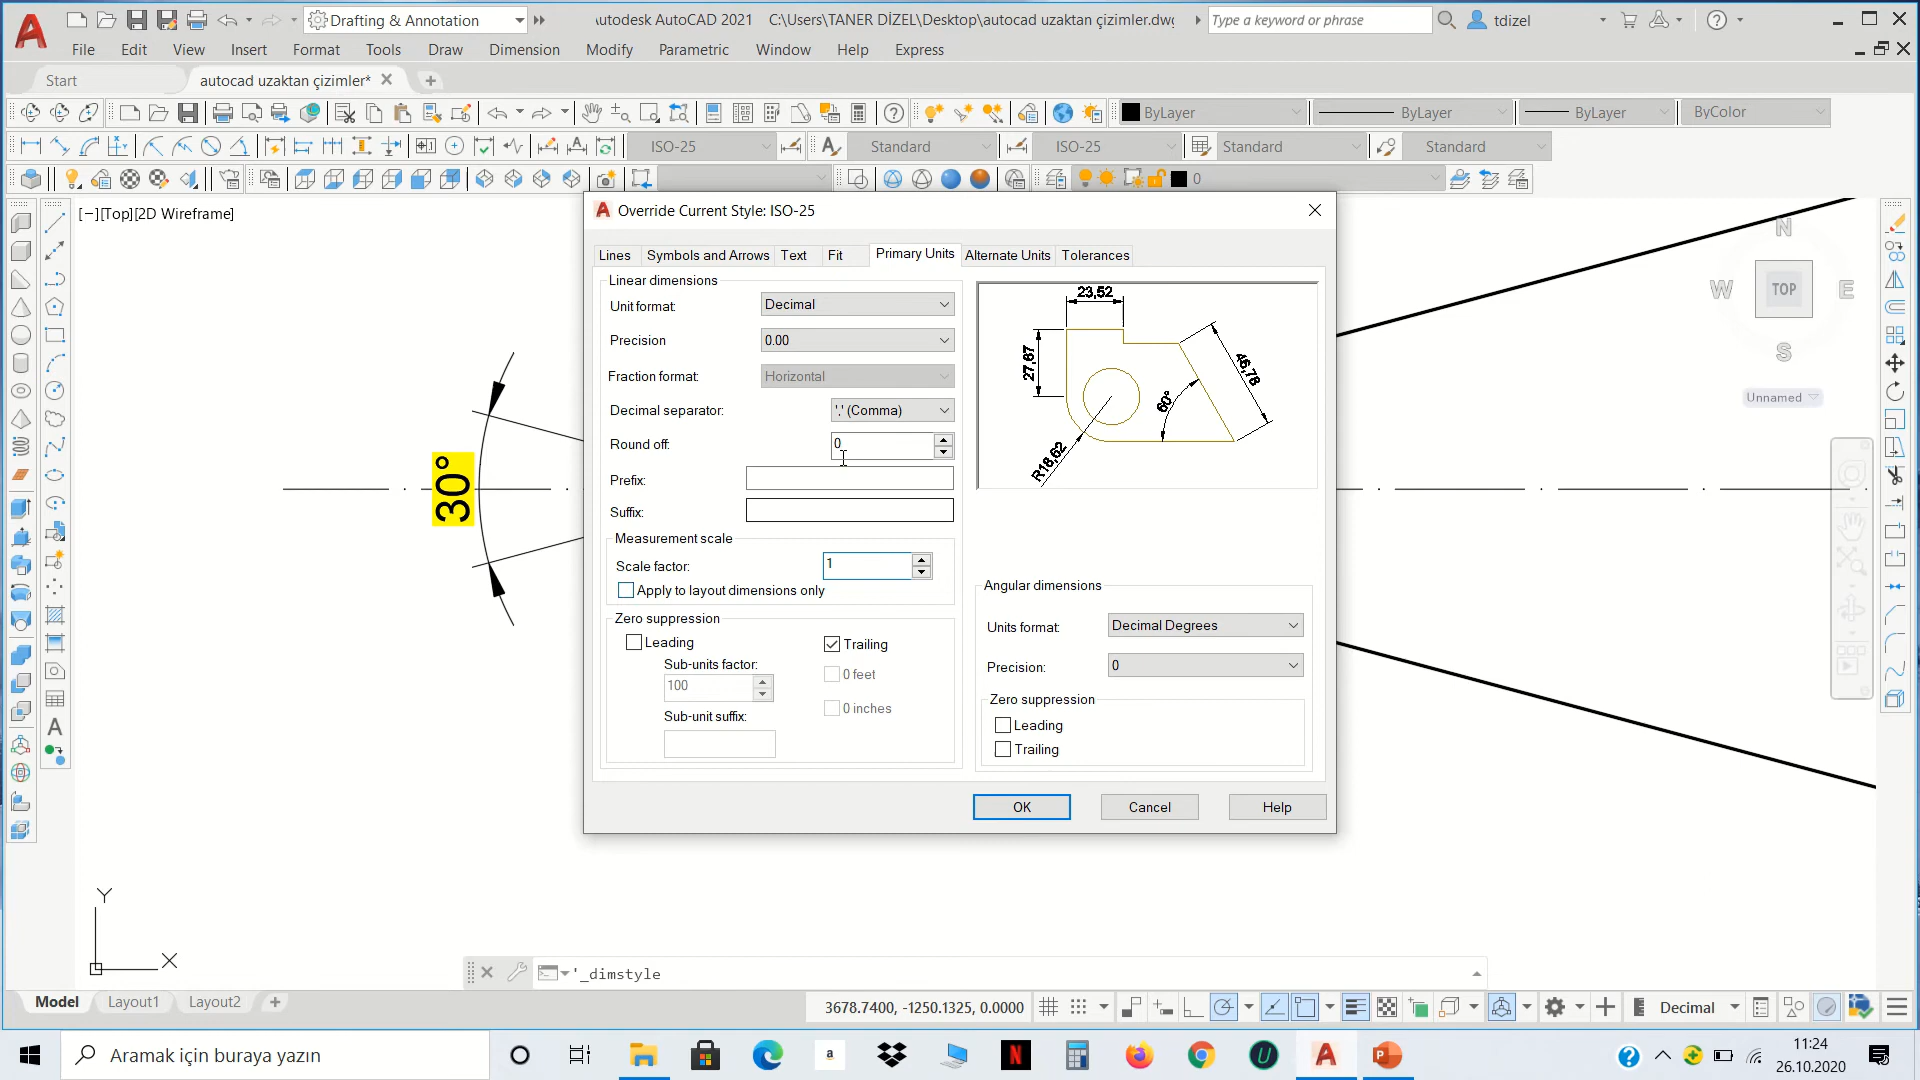 Drafting & Annotation
utodesk AutoCAD 2021 C:\Users\TANER DİZEL\Desktop\autocad uzaktan çizimler.dwg
Type a keyword or phrase
tdizel
File Edit View Insert Format Tools Draw Dimension Modify Parametric Window Help Express
Start
autocad uzaktan çizimler*
ByLayer
ByLayer
ByLayer
ByColor
ISO-25
Standard
ISO-25
Standard
Standard
0
[−][Top][2D Wireframe]
Override Current Style: ISO-25
Lines Symbols and Arrows Text Fit Primary Units Alternate Units Tolerances
Linear dimensions
Unit format: Decimal
Precision 0.00
Fraction format: Horizontal
Decimal separator: ',' (Comma)
Round off: 0
Prefix:
Suffix:
Measurement scale
Scale factor: 1
Apply to layout dimensions only
Zero suppression
Leading
Trailing
Sub-units factor:
0 feet
100
0 inches
Sub-unit suffix:
23,52
27,67
46,78
60°
R18,62
Angular dimensions
Units format: Decimal Degrees
Precision: 0
Zero suppression
Leading
Trailing
OK Cancel Help
30°
N
W TOP E
S
Unnamed
Y
X
'_dimstyle
Model Layout1 Layout2
3678.7400, -1250.1325, 0.0000
Decimal
Aramak için buraya yazın
11:24
26.10.2020